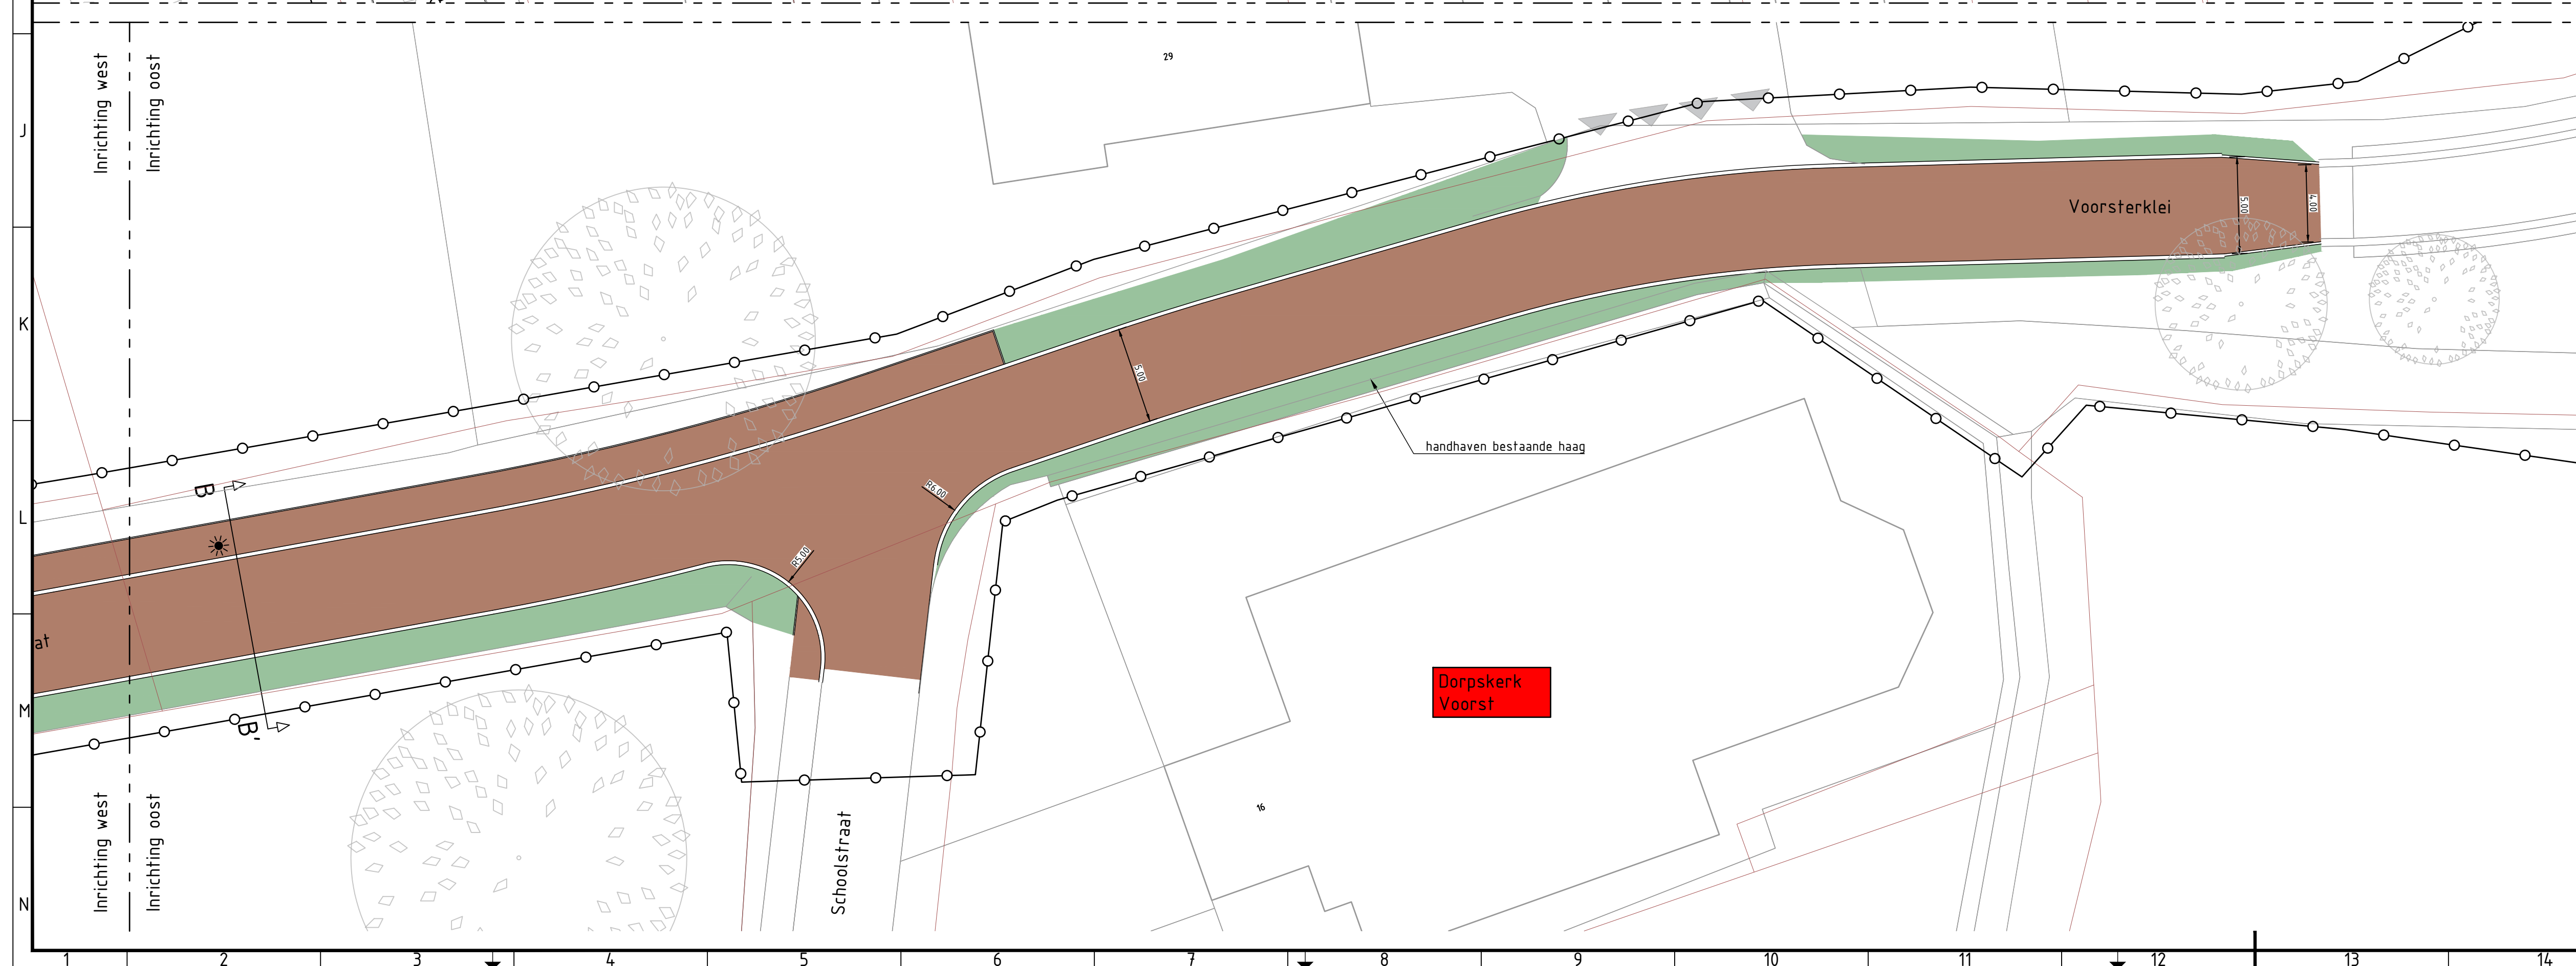 Inrichting west
Inrichting oost
29
J
K
L
M
N
Voorsterklei
5.00
4.00
5.00
handhaven bestaande haag
R6.00
R5.00
B
B'
at
Dorpskerk
Voorst
16
Schoolstraat
Inrichting west
Inrichting oost
1 2 3 4 5 6 7 8 9 10 11 12 13 14